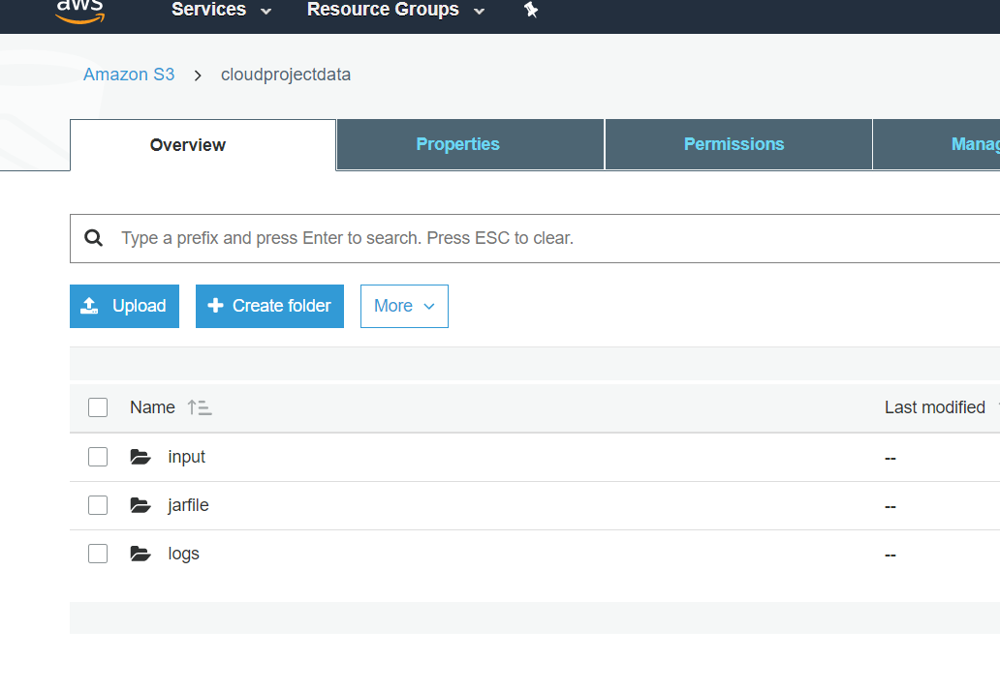 aws Services Resource Groups
Amazon S3 > cloudprojectdata
Overview Properties Permissions
Type a prefix and press Enter to search. Press ESC to clear.
Upload Create folder More
Name Last modified
input --
jarfile --
logs --